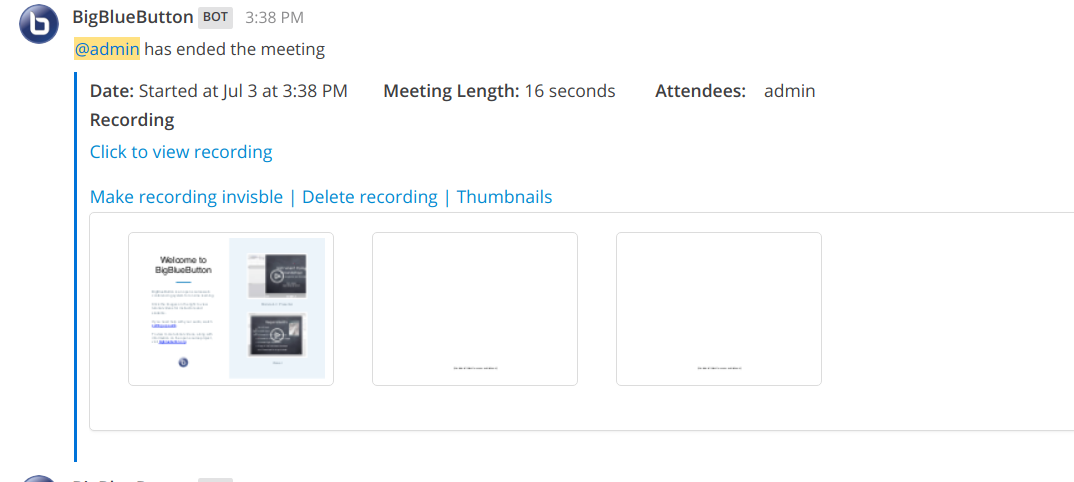 BigBlueButton BOT 3:38 PM
@admin has ended the meeting
Date: Started at Jul 3 at 3:38 PM Meeting Length: 16 seconds Attendees: admin
Recording
Click to view recording
Make recording invisble | Delete recording | Thumbnails
Welcome to
BigBlueButton